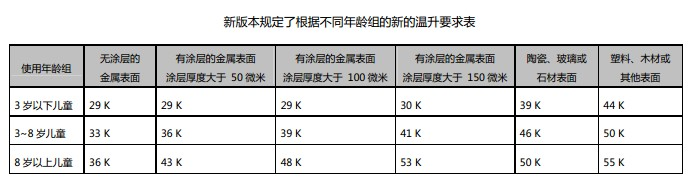 新版本规定了根据不同年龄组的新的温升要求表
使用年龄组 无涂层的金属表面 有涂层的金属表面涂层厚度大于 50 微米 有涂层的金属表面涂层厚度大于 100 微米 有涂层的金属表面涂层厚度大于 150 微米 陶瓷、玻璃或石材表面 塑料、木材或其他表面
3 岁以下儿童 29 K 29 K 29 K 30 K 39 K 44 K
3~8 岁儿童 33 K 36 K 39 K 41 K 46 K 50 K
8 岁以上儿童 36 K 43 K 48 K 53 K 50 K 55 K